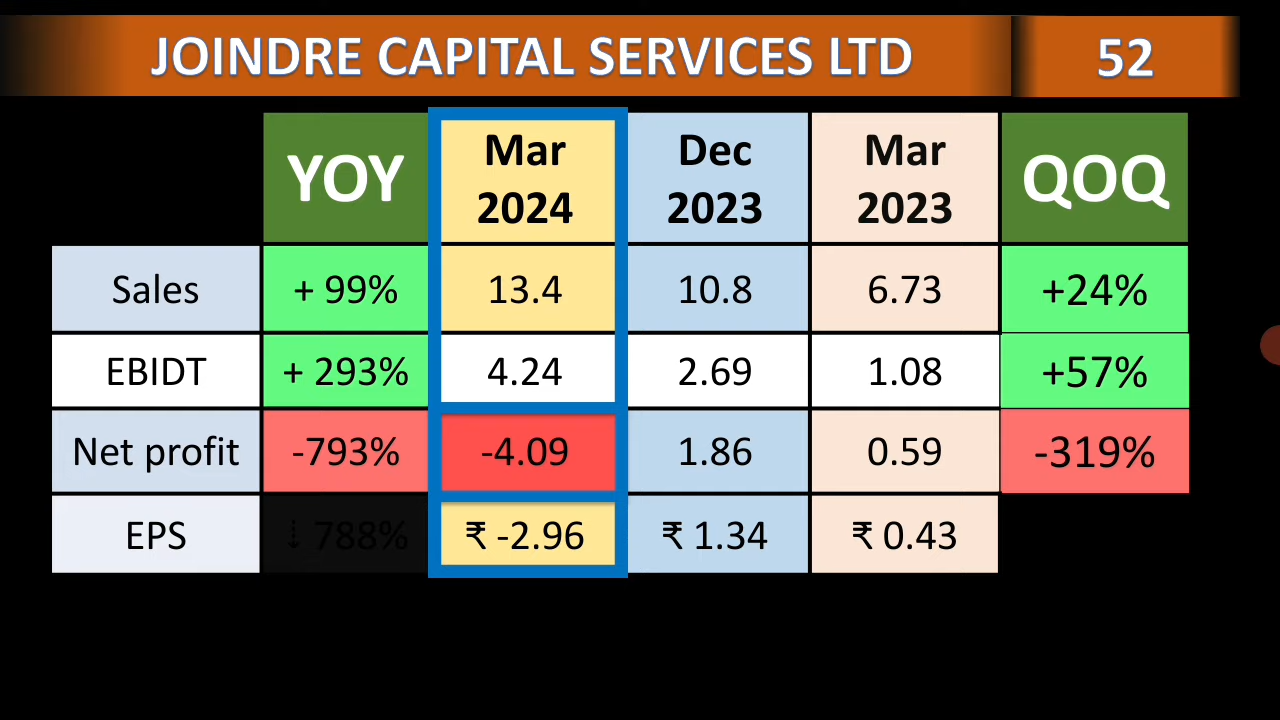 JOINDRE CAPITAL SERVICES LTD 52
YOY Mar 2024 Dec 2023 Mar 2023 QOQ
Sales + 99% 13.4 10.8 6.73 +24%
EBIDT + 293% 4.24 2.69 1.08 +57%
Net profit -793% -4.09 1.86 0.59 -319%
EPS ⇣ 788% ₹ -2.96 ₹ 1.34 ₹ 0.43